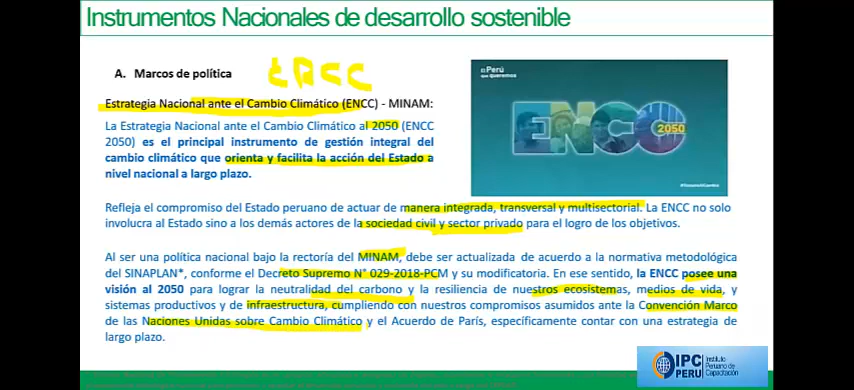 Instrumentos Nacionales de desarrollo sostenible
A. Marcos de política
ENCC
Estrategia Nacional ante el Cambio Climático (ENCC) - MINAM:
La Estrategia Nacional ante el Cambio Climático al 2050 (ENCC
2050) es el principal instrumento de gestión integral del
cambio climático que orienta y facilita la acción del Estado a
nivel nacional a largo plazo.
El Perú
que queremos
ENCC
2050
Refleja el compromiso del Estado peruano de actuar de manera integrada, transversal y multisectorial. La ENCC no solo
involucra al Estado sino a los demás actores de la sociedad civil y sector privado para el logro de los objetivos.
Al ser una política nacional bajo la rectoría del MINAM, debe ser actualizada de acuerdo a la normativa metodológica
del SINAPLAN*, conforme el Decreto Supremo N° 029-2018-PCM y su modificatoria. En ese sentido, la ENCC posee una
visión al 2050 para lograr la neutralidad del carbono y la resiliencia de nuestros ecosistemas, medios de vida, y
sistemas productivos y de infraestructura, cumpliendo con nuestros compromisos asumidos ante la Convención Marco
de las Naciones Unidas sobre Cambio Climático y el Acuerdo de París, específicamente contar con una estrategia de
largo plazo.
IPC
PERU
Instituto
Peruano de
Capacitación